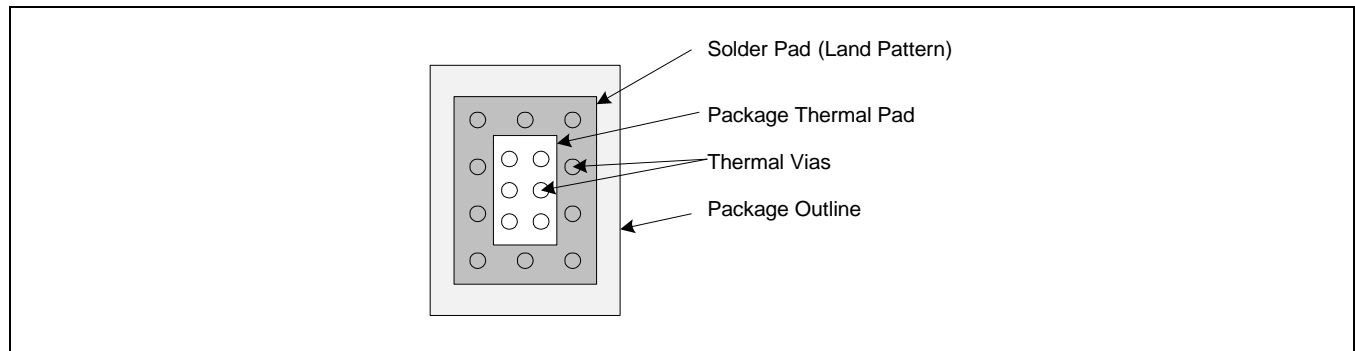 Solder Pad (Land Pattern)
Package Thermal Pad
Thermal Vias
Package Outline